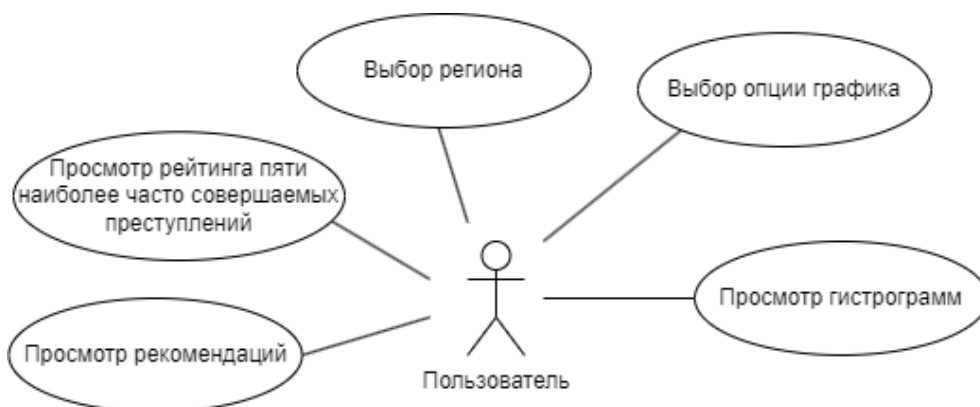 Выбор региона
Выбор опции графика
Просмотр рейтинга пяти
наиболее часто совершаемых
преступлений
Просмотр гистрограмм
Просмотр рекомендаций
Пользователь